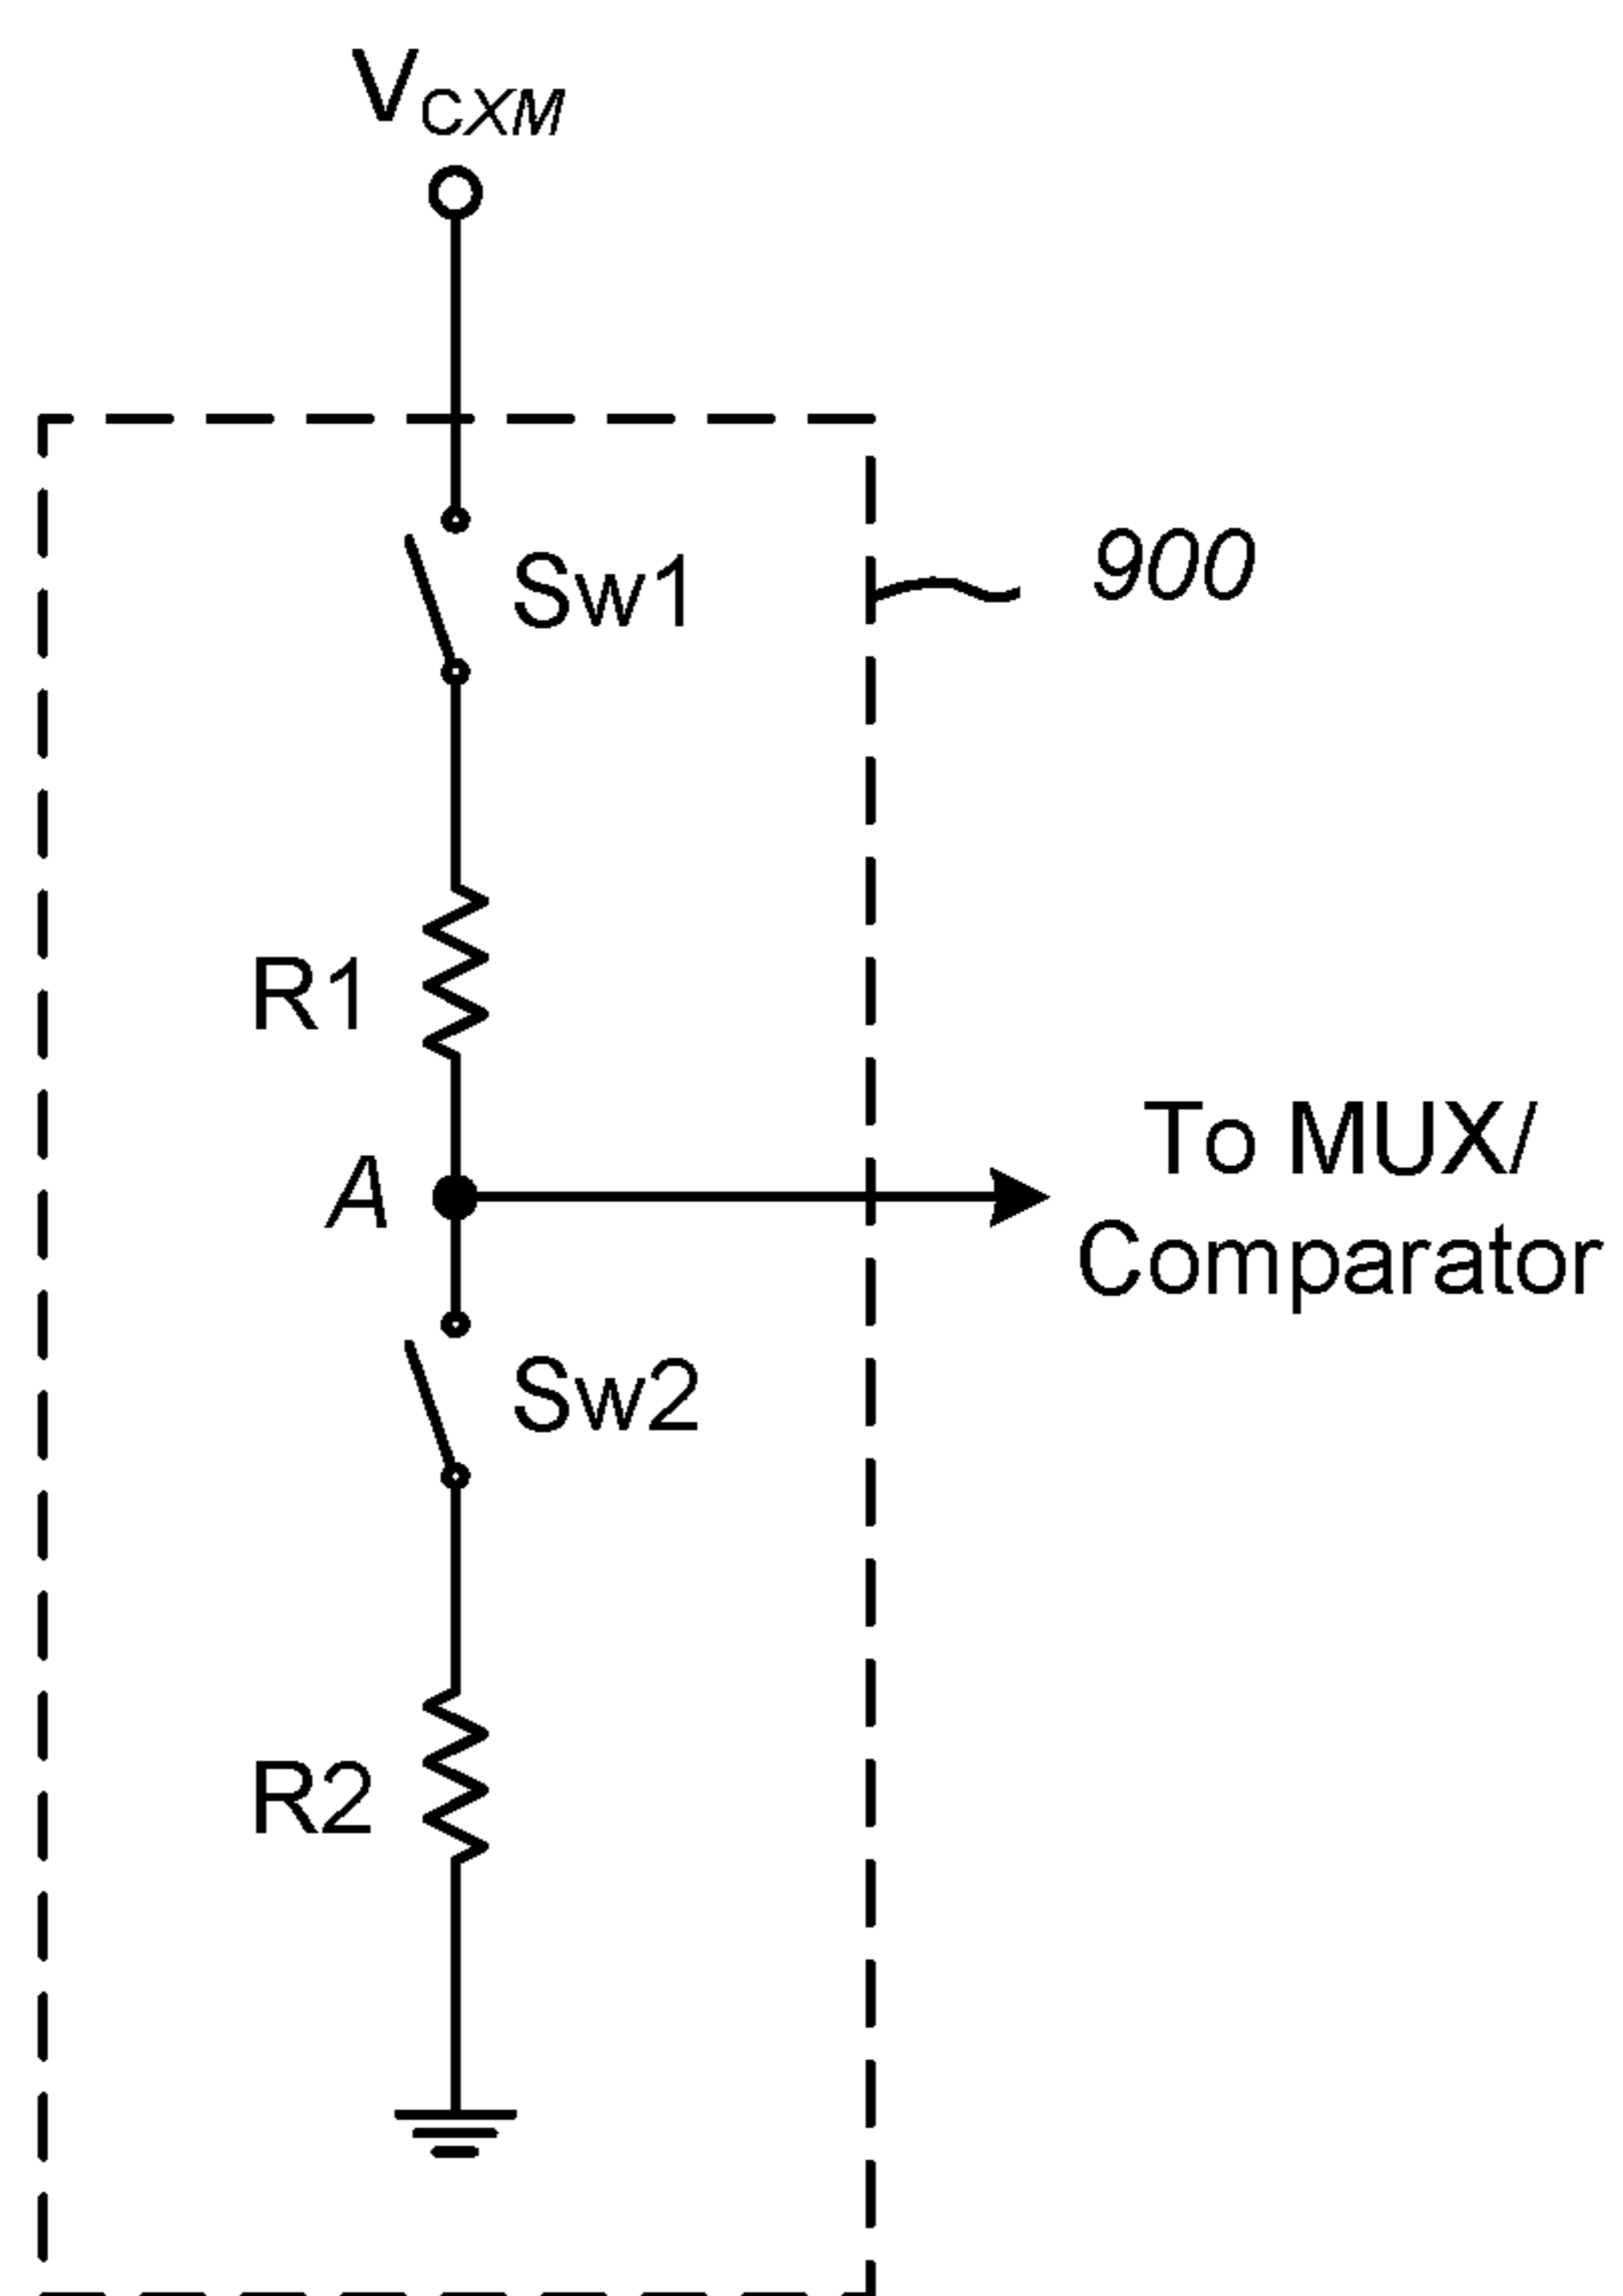 VCXM
Sw1
900
R1
To MUX/
A
Comparator
Sw2
R2